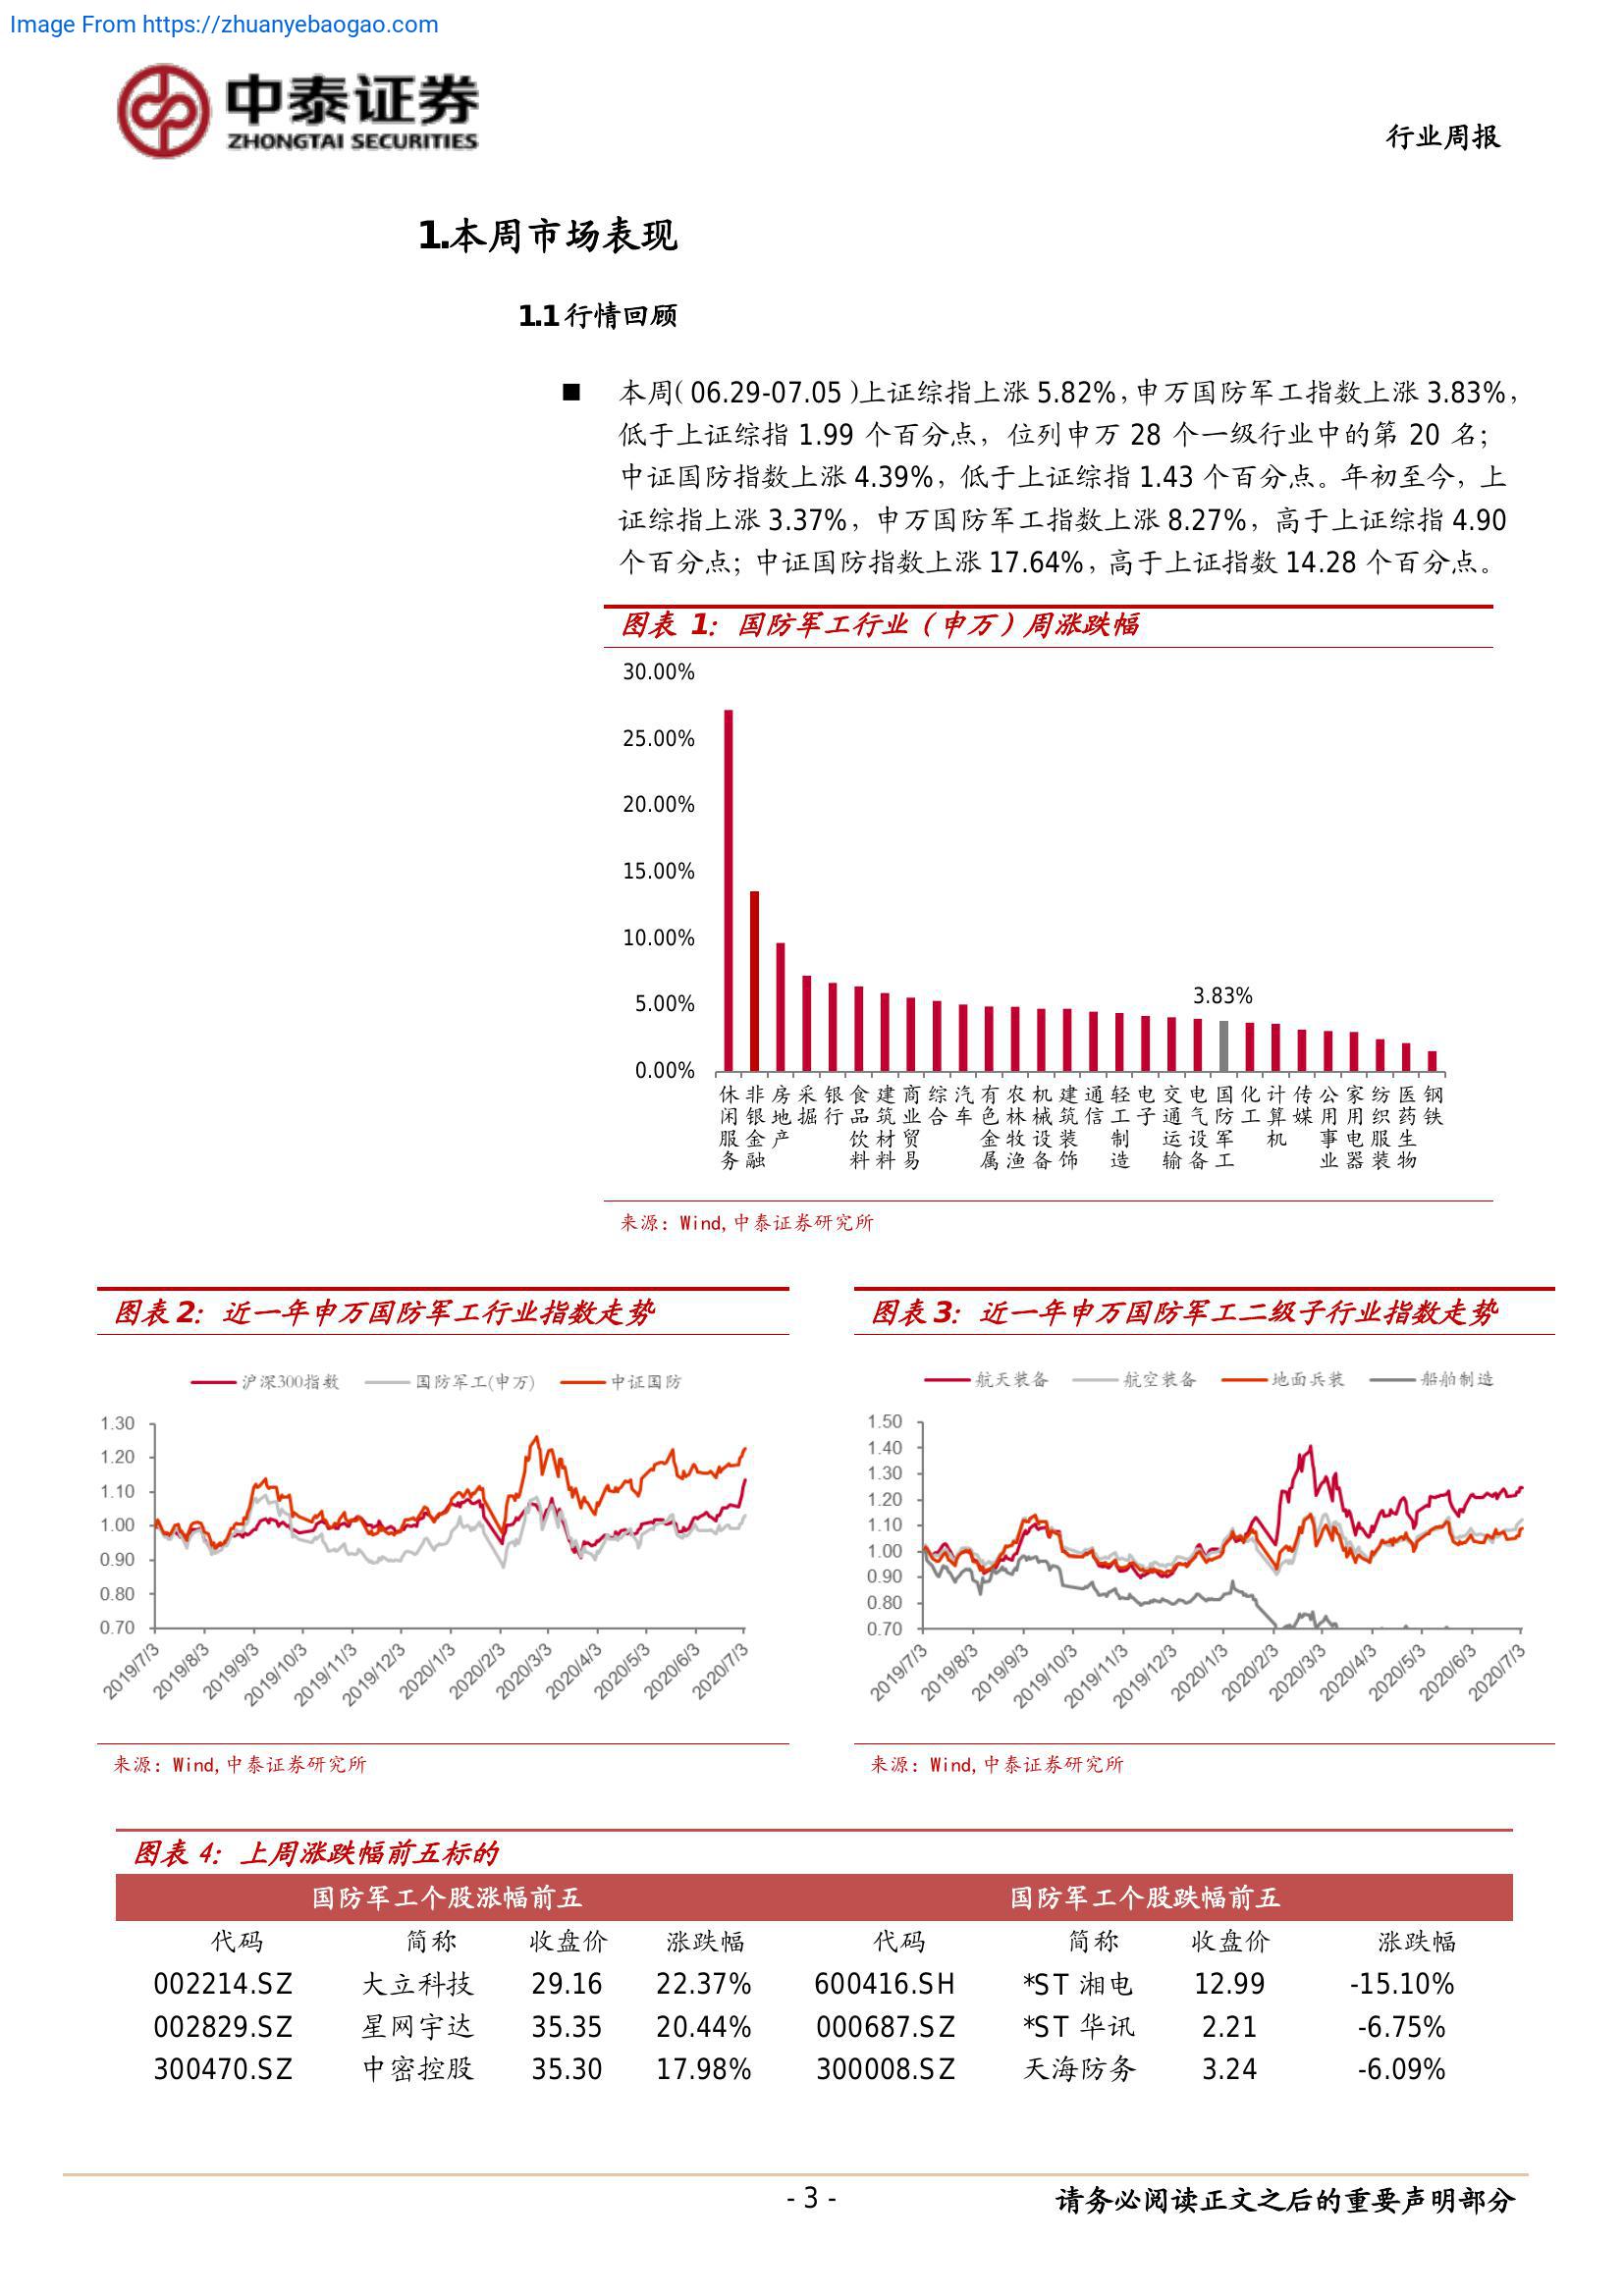 Image From https://zhuanyebaogao.com
中泰证券
ZHONGTAI SECURITIES
行业周报
1.本周市场表现
1.1 行情回顾
■ 本周（06.29-07.05）上证综指上涨 5.82%，申万国防军工指数上涨 3.83%，
低于上证综指 1.99 个百分点，位列申万 28 个一级行业中的第 20 名；
中证国防指数上涨 4.39%，低于上证综指 1.43 个百分点。年初至今，上
证综指上涨 3.37%，申万国防军工指数上涨 8.27%，高于上证综指 4.90
个百分点；中证国防指数上涨 17.64%，高于上证指数 14.28 个百分点。
图表 1：国防军工行业（申万）周涨跌幅
30.00%
25.00%
20.00%
15.00%
10.00%
5.00%
0.00%
3.83%
休闲服务 非银金融 房地产 采掘 银行 食品饮料 建筑材料 商业贸易 综合 汽车 有色金属 农林牧渔 机械设备 建筑装饰 通信 轻工制造 电子 交通运输 电气设备 国防军工 化工 计算机 传媒 公用事业 家用电器 纺织服装 医药生物 钢铁
来源：Wind,中泰证券研究所
图表 2：近一年申万国防军工行业指数走势
沪深300指数 国防军工(申万) 中证国防
1.30
1.20
1.10
1.00
0.90
0.80
0.70
2019/7/3 2019/8/3 2019/9/3 2019/10/3 2019/11/3 2019/12/3 2020/1/3 2020/2/3 2020/3/3 2020/4/3 2020/5/3 2020/6/3 2020/7/3
来源：Wind,中泰证券研究所
图表 3：近一年申万国防军工二级子行业指数走势
航天装备 航空装备 地面兵装 船舶制造
1.50
1.40
1.30
1.20
1.10
1.00
0.90
0.80
0.70
2019/7/3 2019/8/3 2019/9/3 2019/10/3 2019/11/3 2019/12/3 2020/1/3 2020/2/3 2020/3/3 2020/4/3 2020/5/3 2020/6/3 2020/7/3
来源：Wind,中泰证券研究所
图表 4：上周涨跌幅前五标的
国防军工个股涨幅前五 国防军工个股跌幅前五
代码 简称 收盘价 涨跌幅 代码 简称 收盘价 涨跌幅
002214.SZ 大立科技 29.16 22.37% 600416.SH *ST 湘电 12.99 -15.10%
002829.SZ 星网宇达 35.35 20.44% 000687.SZ *ST 华讯 2.21 -6.75%
300470.SZ 中密控股 35.30 17.98% 300008.SZ 天海防务 3.24 -6.09%
- 3 -
请务必阅读正文之后的重要声明部分